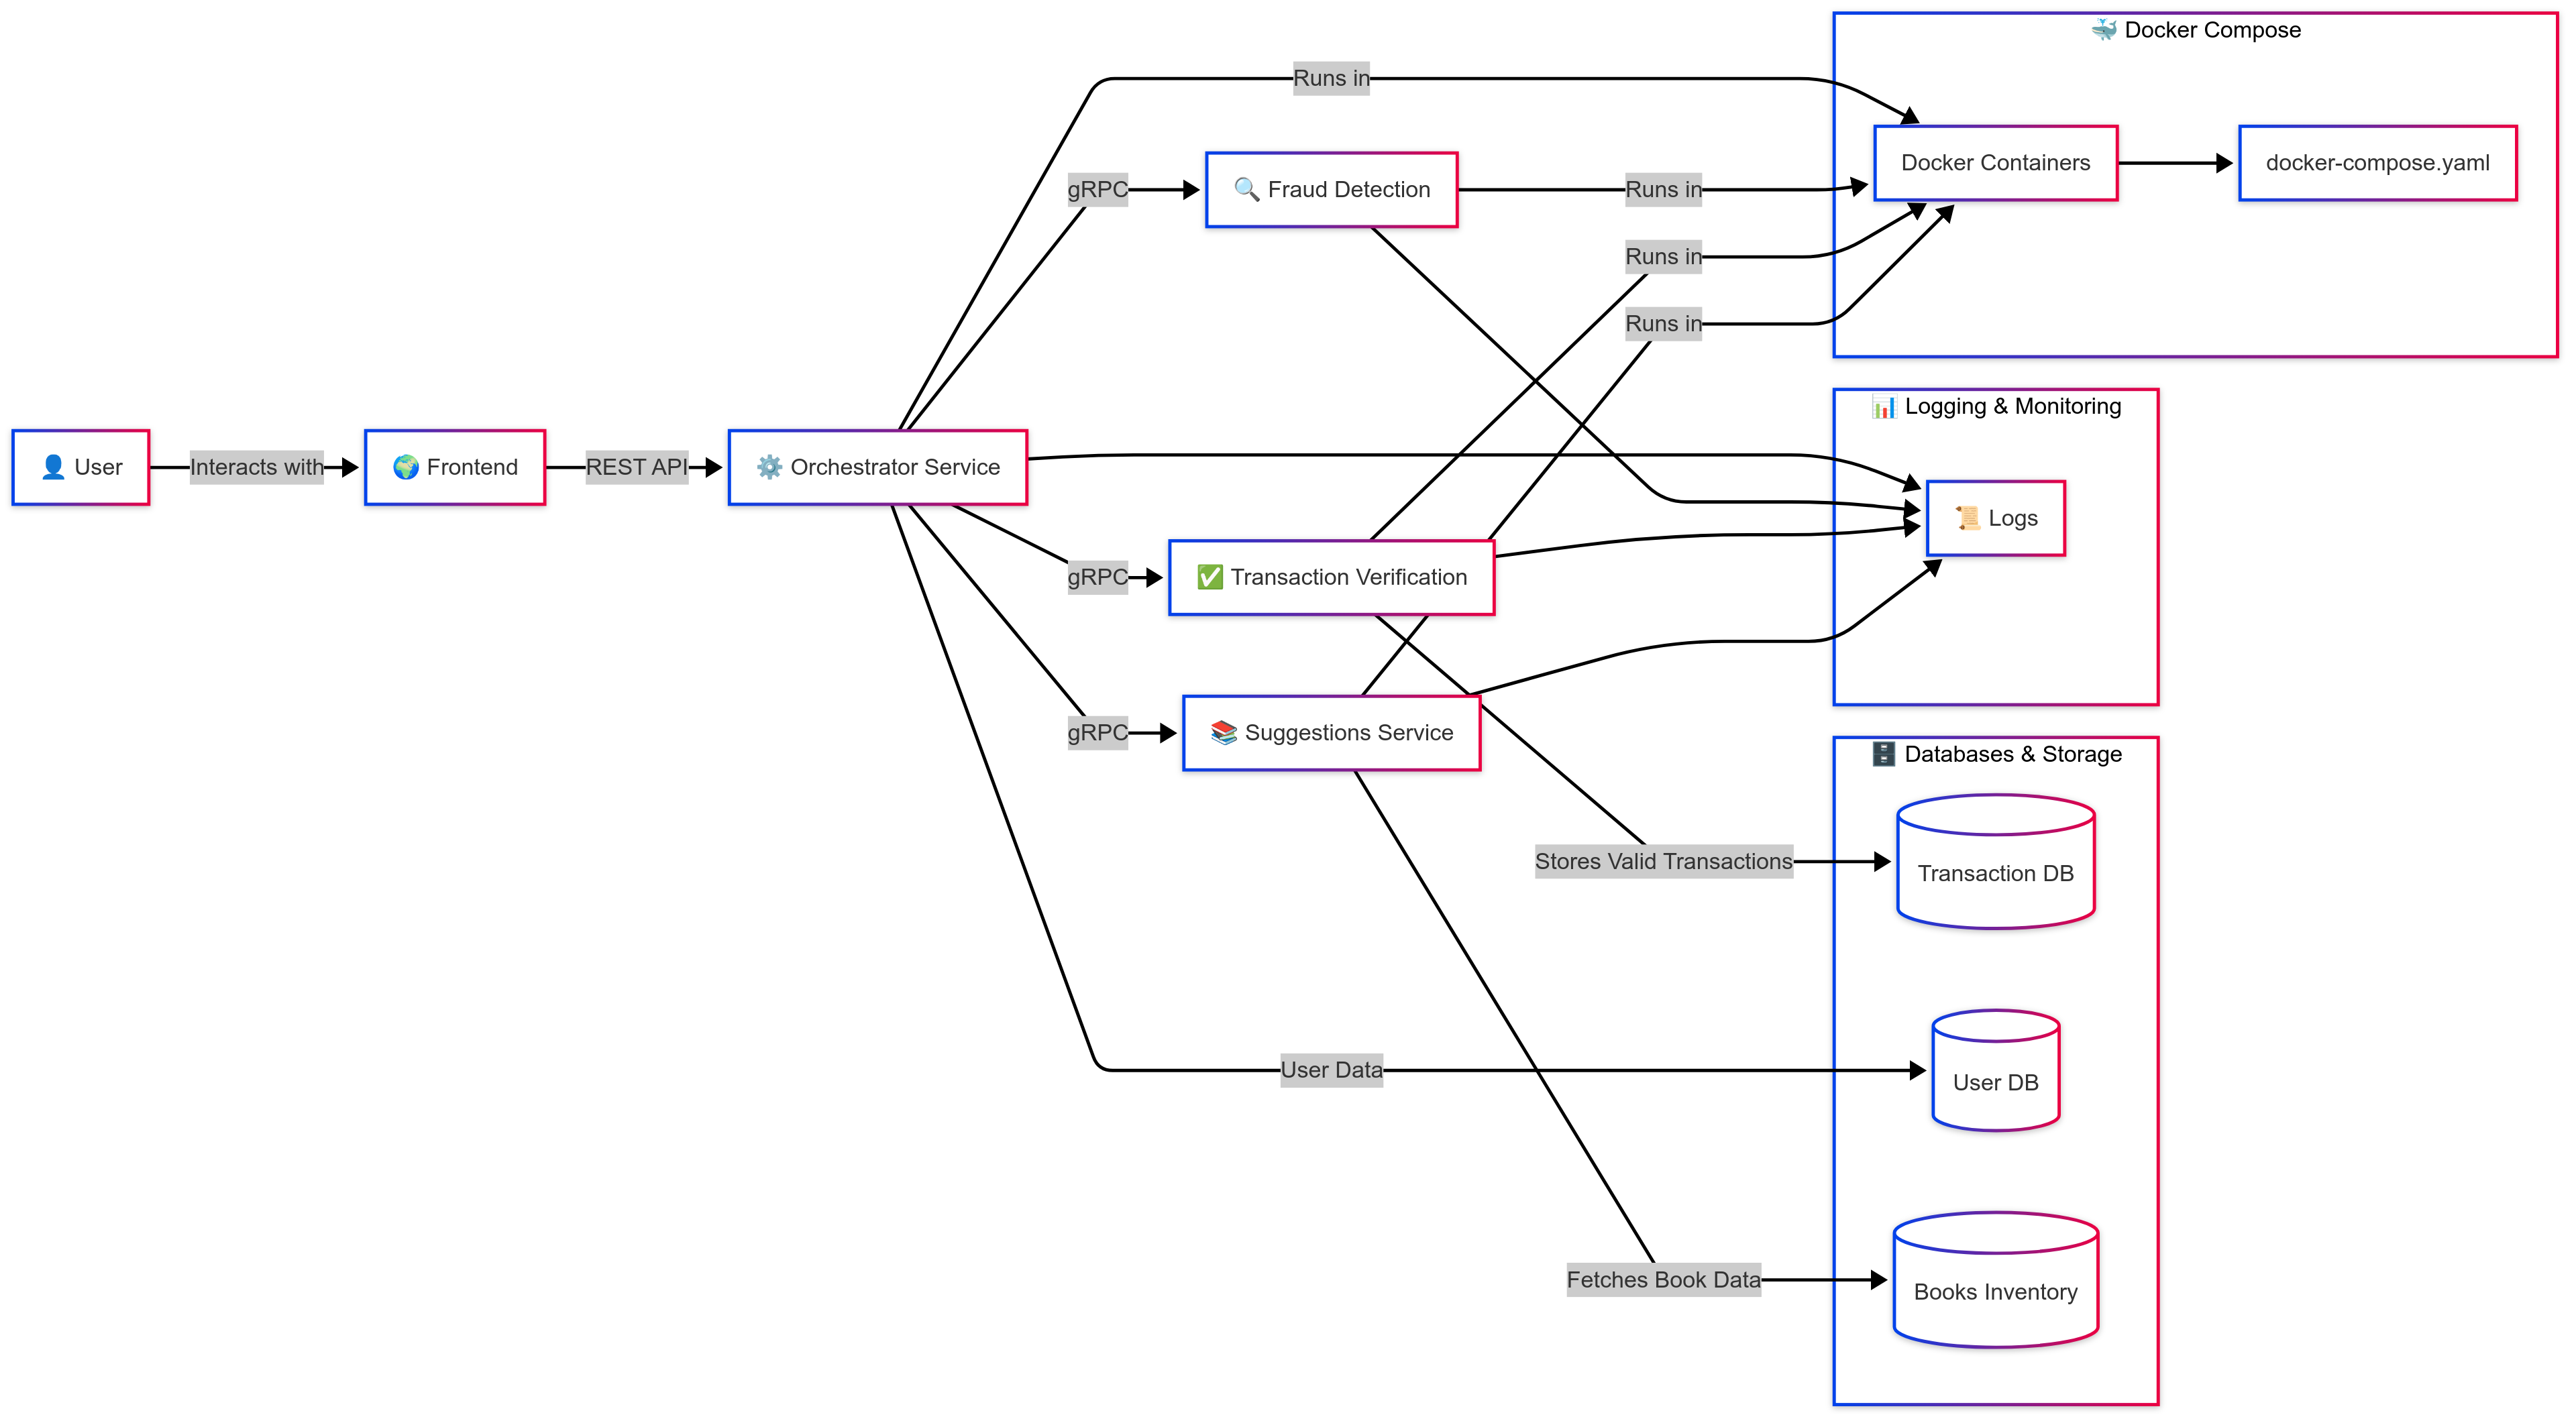 🐳 Docker Compose
Runs in
Docker Containers
docker-compose.yaml
gRPC
🔍 Fraud Detection
Runs in
Runs in
Runs in
📊 Logging & Monitoring
👤 User
Interacts with
🌍 Frontend
REST API
⚙️ Orchestrator Service
📜 Logs
gRPC
✅ Transaction Verification
gRPC
📚 Suggestions Service
🗄️ Databases & Storage
Stores Valid Transactions
Transaction DB
User Data
User DB
Fetches Book Data
Books Inventory